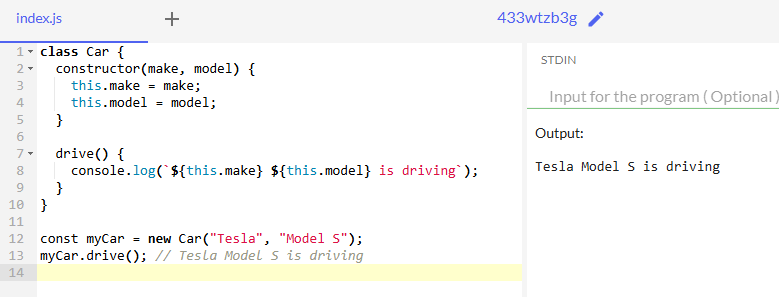 index.js
+
433wtzb3g
1 class Car {
2   constructor(make, model) {
3     this.make = make;
4     this.model = model;
5   }
6
7   drive() {
8     console.log(`${this.make} ${this.model} is driving`);
9   }
10 }
11
12 const myCar = new Car("Tesla", "Model S");
13 myCar.drive(); // Tesla Model S is driving
14
STDIN
Input for the program ( Optional )
Output:
Tesla Model S is driving